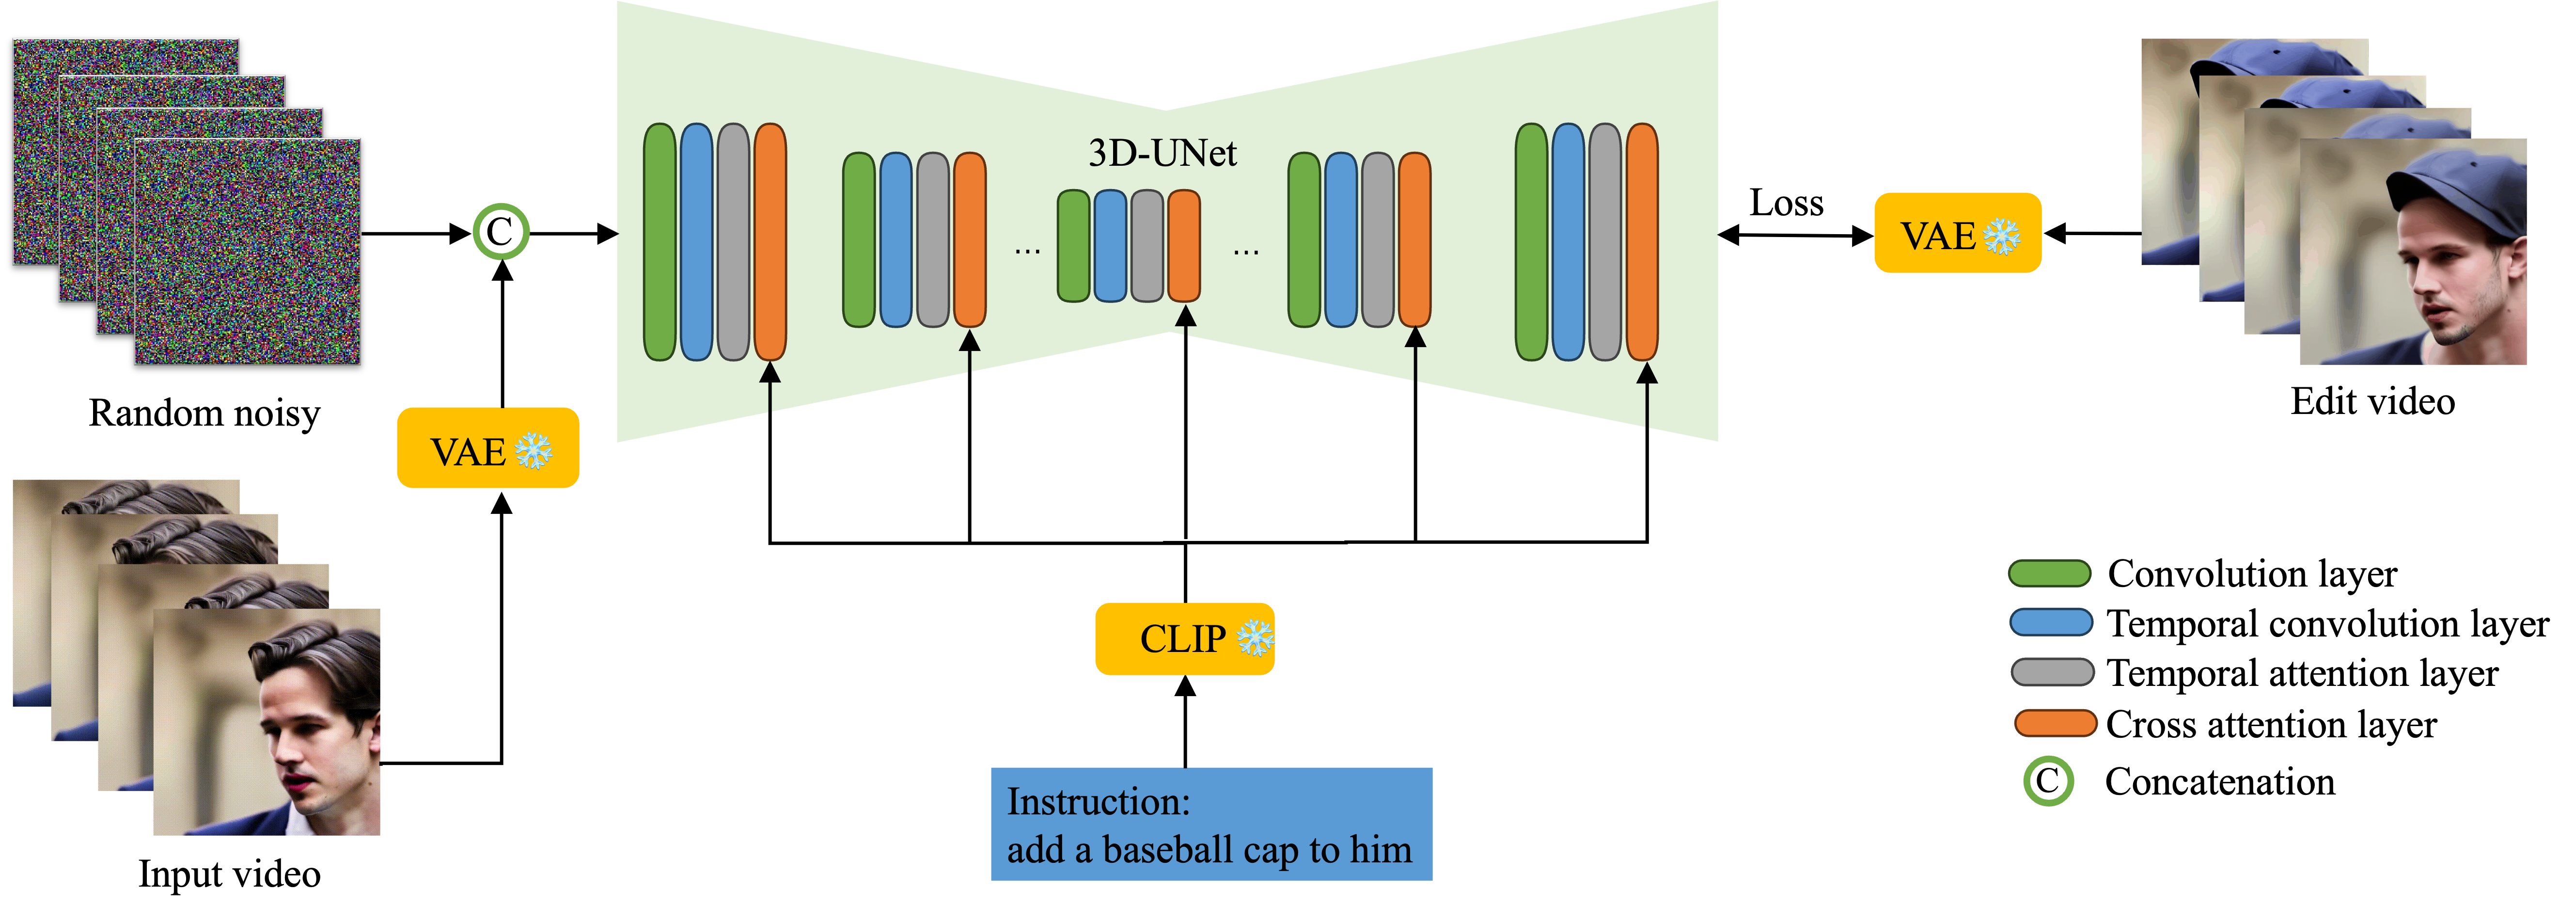 3D-UNet
C
Loss
VAE
Random noisy
VAE
Edit video
CLIP
Instruction:
add a baseball cap to him
Input video
Convolution layer
Temporal convolution layer
Temporal attention layer
Cross attention layer
C Concatenation
...
...